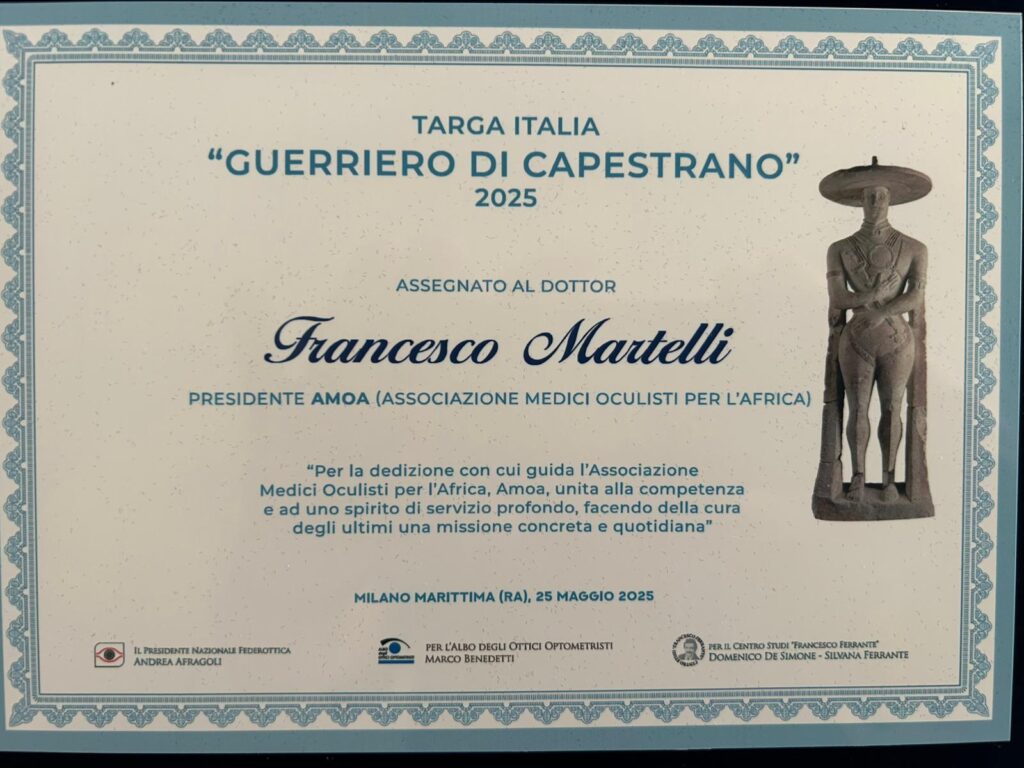 TARGA ITALIA
“GUERRIERO DI CAPESTRANO”
2025
ASSEGNATO AL DOTTOR
Francesco Martelli
PRESIDENTE AMOA (ASSOCIAZIONE MEDICI OCULISTI PER L’AFRICA)
“Per la dedizione con cui guida l’Associazione
Medici Oculisti per l’Africa, Amoa, unita alla competenza
e ad uno spirito di servizio profondo, facendo della cura
degli ultimi una missione concreta e quotidiana”
MILANO MARITTIMA (RA), 25 MAGGIO 2025
IL PRESIDENTE NAZIONALE FEDEROTTICA
ANDREA AFRAGOLI
PER L’ALBO DEGLI OTTICI OPTOMETRISTI
MARCO BENEDETTI
PER IL CENTRO STUDI “FRANCESCO FERRANTE”
DOMENICO DE SIMONE - SILVANA FERRANTE